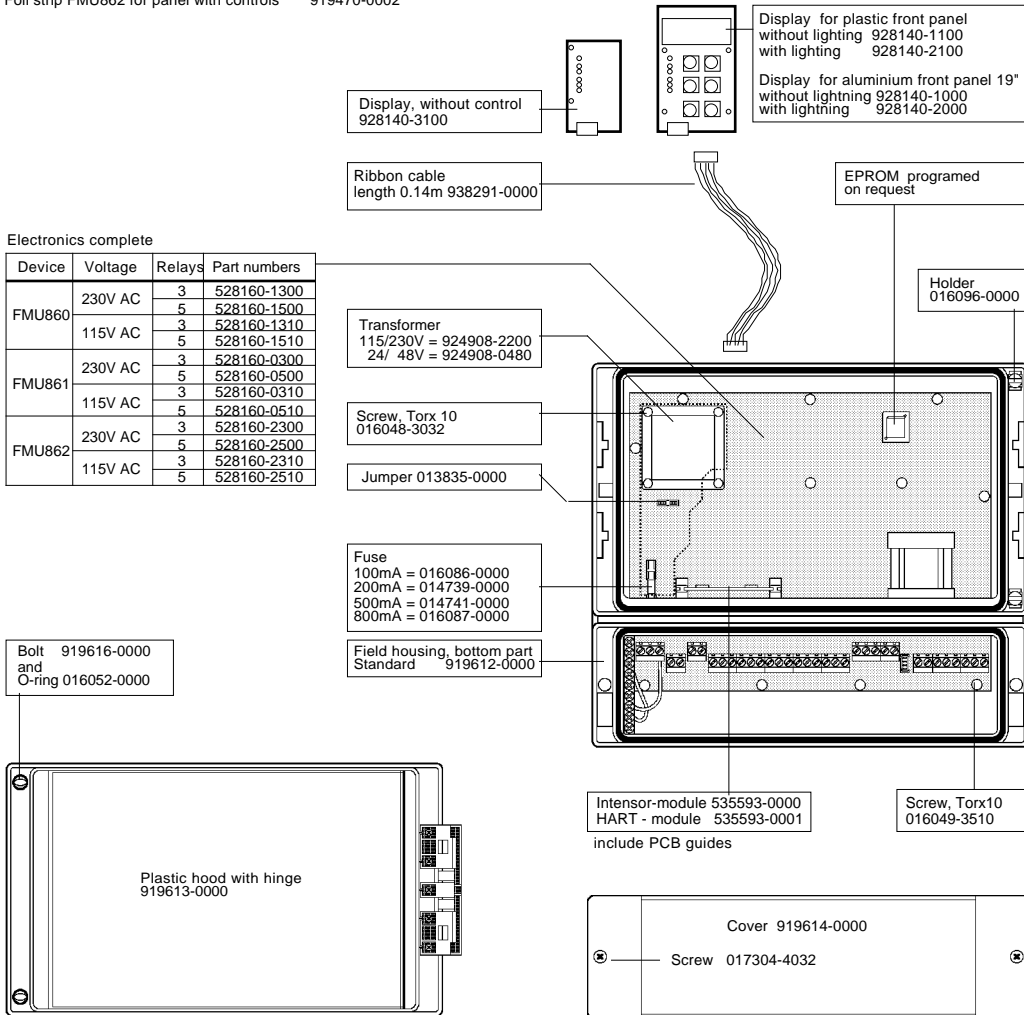 Foil strip FMU862 for panel with controls 919470-0002
Display for plastic front panel
without lighting 928140-1100
with lighting 928140-2100
Display for aluminium front panel 19"
without lightning 928140-1000
with lightning 928140-2000
Display, without control
928140-3100
Ribbon cable
length 0.14m 938291-0000
EPROM programed
on request
Electronics complete
Device Voltage Relays Part numbers
FMU860 230V AC 3 528160-1300
5 528160-1500
115V AC 3 528160-1310
5 528160-1510
FMU861 230V AC 3 528160-0300
5 528160-0500
115V AC 3 528160-0310
5 528160-0510
FMU862 230V AC 3 528160-2300
5 528160-2500
115V AC 3 528160-2310
5 528160-2510
Holder
016096-0000
Transformer
115/230V = 924908-2200
24/ 48V = 924908-0480
Screw, Torx 10
016048-3032
Jumper 013835-0000
Fuse
100mA = 016086-0000
200mA = 014739-0000
500mA = 014741-0000
800mA = 016087-0000
Field housing, bottom part
Standard 919612-0000
Bolt 919616-0000
and
O-ring 016052-0000
Intensor-module 535593-0000
HART - module 535593-0001
include PCB guides
Screw, Torx10
016049-3510
Plastic hood with hinge
919613-0000
Cover 919614-0000
Screw 017304-4032